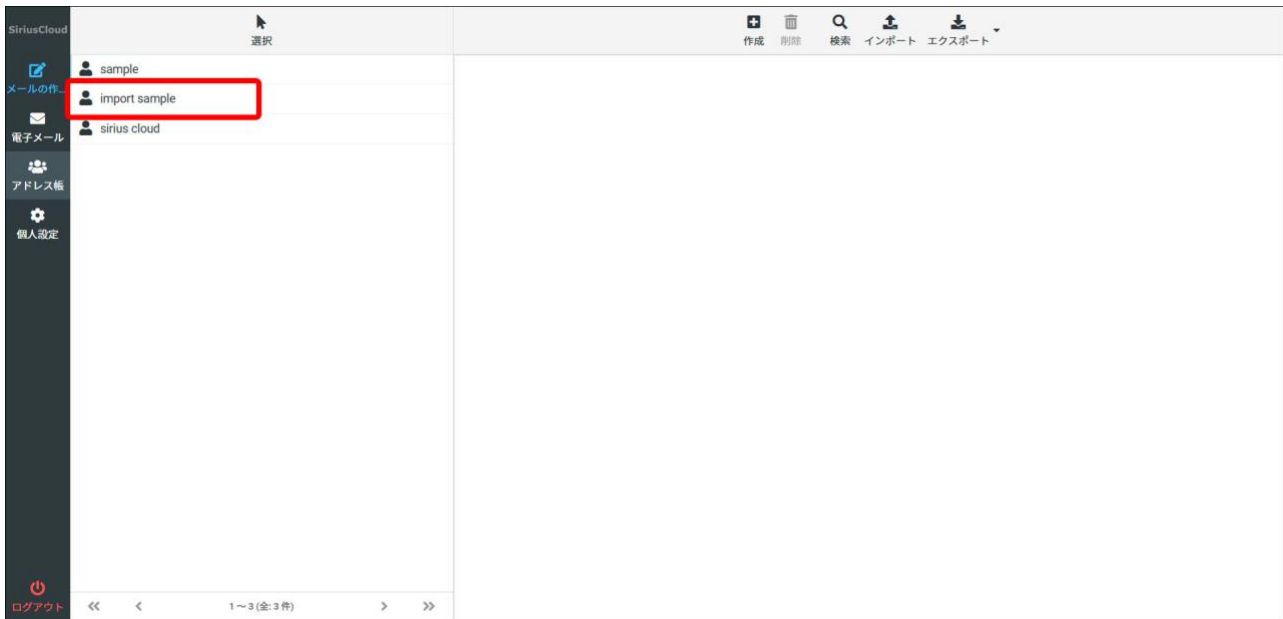 SiriusCloud
メールの作…
電子メール
アドレス帳
個人設定
ログアウト
選択
sample
import sample
sirius cloud
1～3 (全: 3 件)
作成
削除
検索
インポート
エクスポート